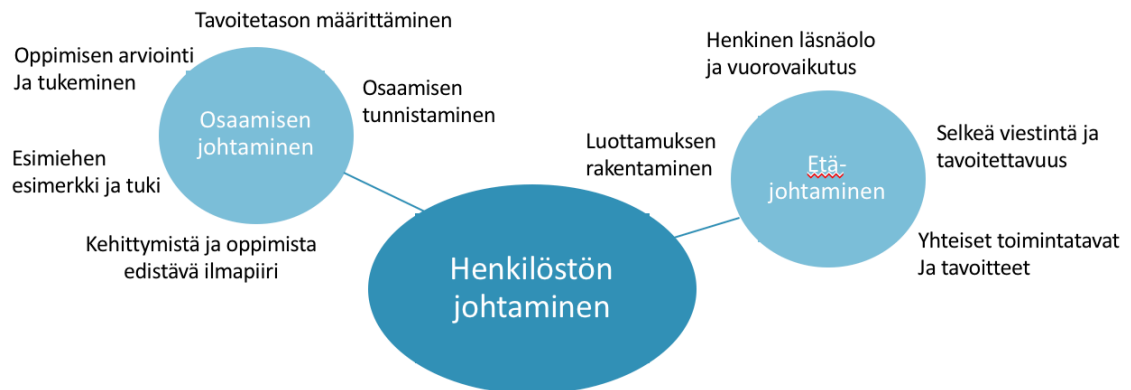 Tavoitetason määrittäminen
Oppimisen arviointi
Ja tukeminen
Osaamisen
johtaminen
Osaamisen
tunnistaminen
Esimiehen
esimerkki ja tuki
Kehittymistä ja oppimista
edistävä ilmapiiri
Henkilöstön
johtaminen
Henkinen läsnäolo
ja vuorovaikutus
Luottamuksen
rakentaminen
Etä-
johtaminen
Selkeä viestintä ja
tavoitettavuus
Yhteiset toimintatavat
Ja tavoitteet